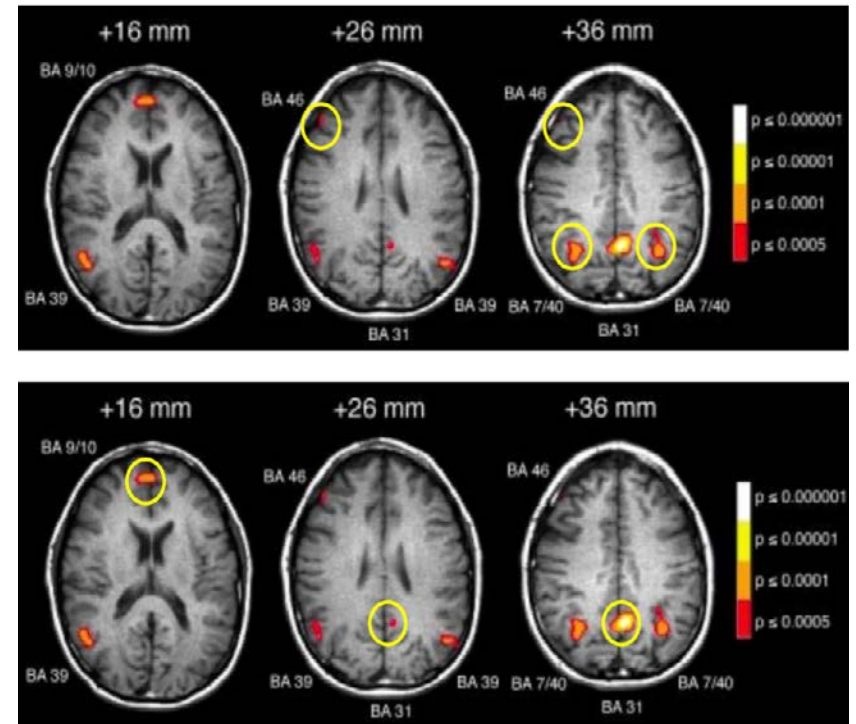 +16 mm
+26 mm
+36 mm
BA 9/10
BA 46
BA 46
p ≤ 0.000001
p ≤ 0.00001
p ≤ 0.0001
p ≤ 0.0005
BA 39
BA 39
BA 39
BA 7/40
BA 7/40
BA 31
BA 31
+16 mm
+26 mm
+36 mm
BA 9/10
BA 46
BA 46
p ≤ 0.000001
p ≤ 0.00001
p ≤ 0.0001
p ≤ 0.0005
BA 39
BA 39
BA 39
BA 7/40
BA 7/40
BA 31
BA 31